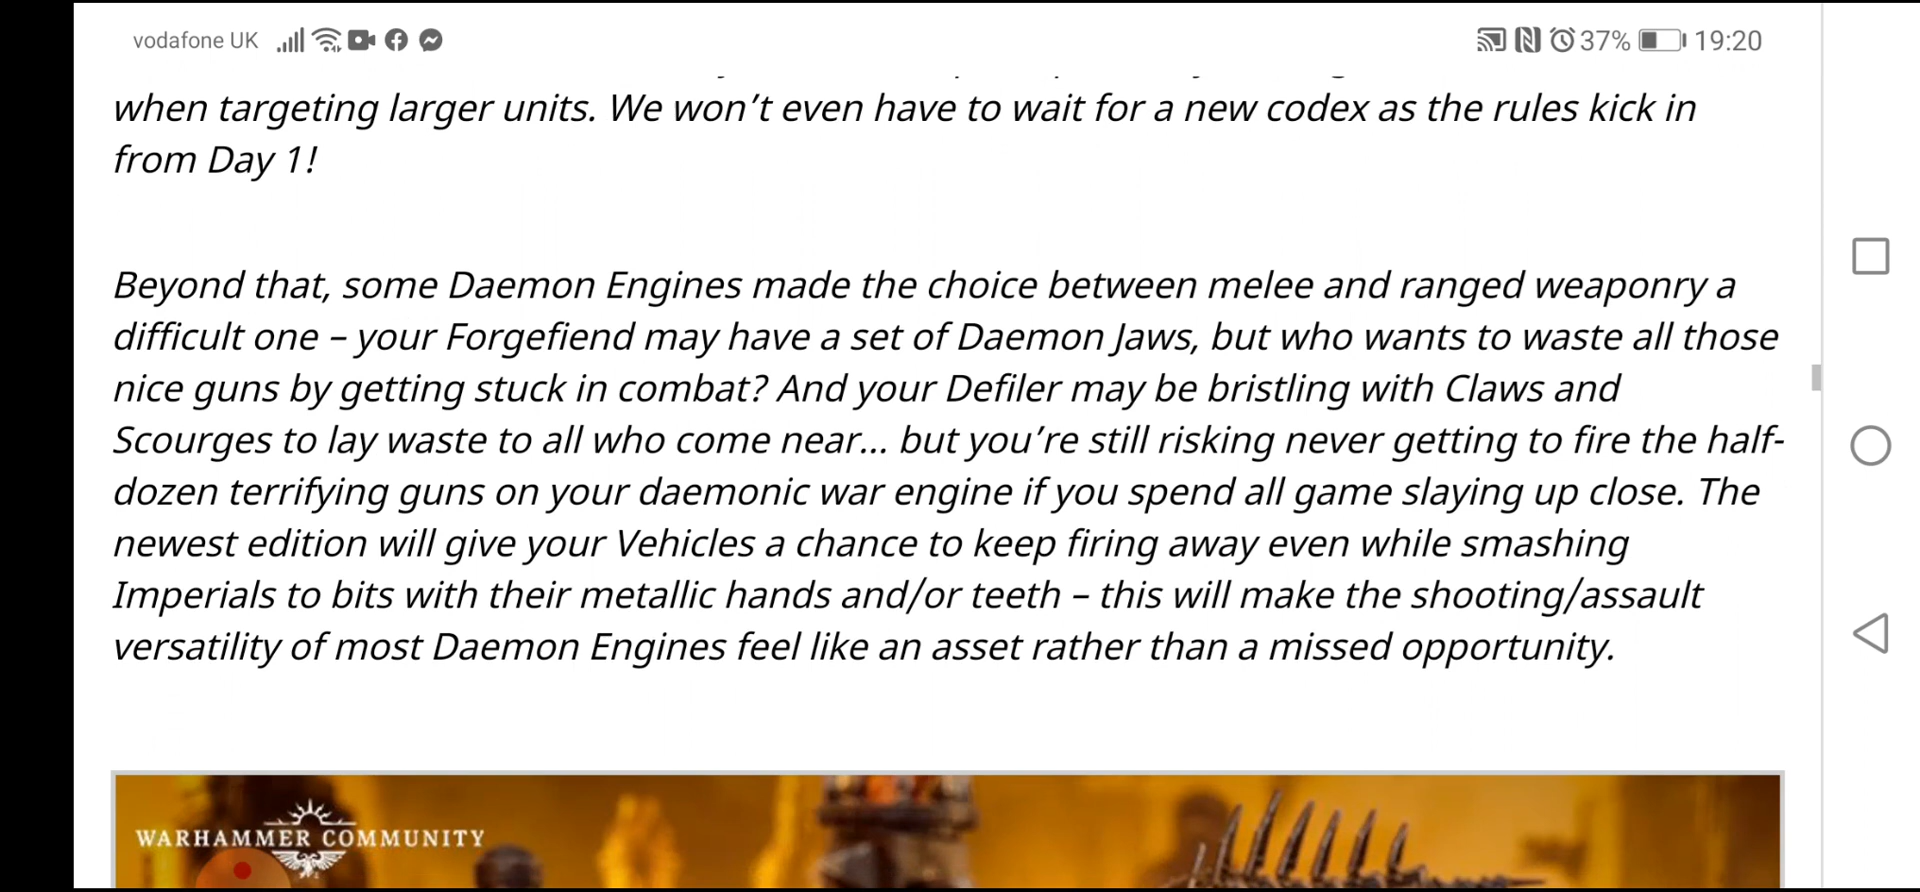 vodafone UK
37%
19:20
when targeting larger units. We won’t even have to wait for a new codex as the rules kick in
from Day 1!
Beyond that, some Daemon Engines made the choice between melee and ranged weaponry a
difficult one – your Forgefiend may have a set of Daemon Jaws, but who wants to waste all those
nice guns by getting stuck in combat? And your Defiler may be bristling with Claws and
Scourges to lay waste to all who come near... but you’re still risking never getting to fire the half-
dozen terrifying guns on your daemonic war engine if you spend all game slaying up close. The
newest edition will give your Vehicles a chance to keep firing away even while smashing
Imperials to bits with their metallic hands and/or teeth – this will make the shooting/assault
versatility of most Daemon Engines feel like an asset rather than a missed opportunity.
WARHAMMER COMMUNITY